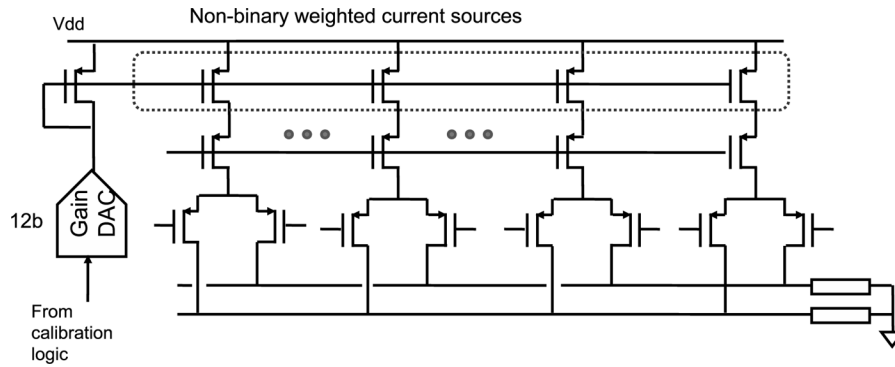 Non-binary weighted current sources
Vdd
12b
Gain
DAC
From
calibration
logic